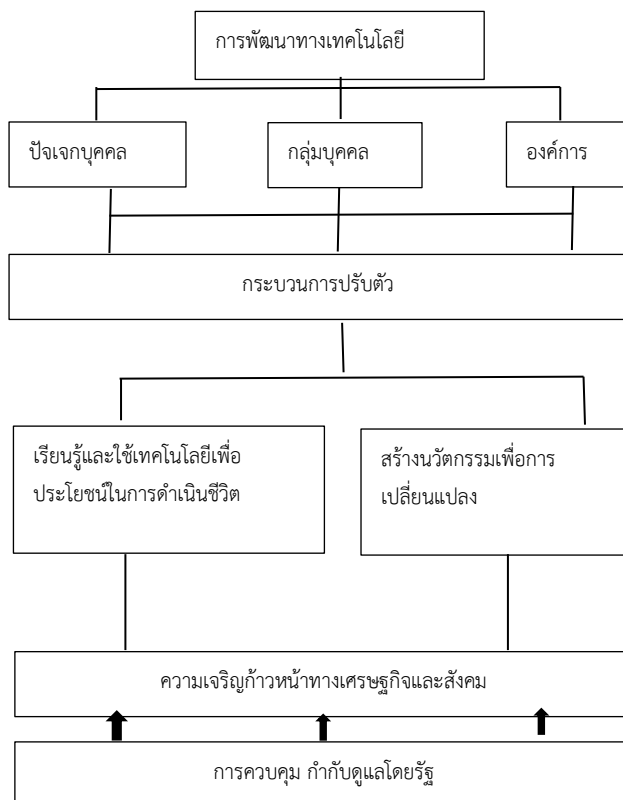 การพัฒนาทางเทคโนโลยี
ปัจเจกบุคคล
กลุ่มบุคคล
องค์การ
กระบวนการปรับตัว
เรียนรู้และใช้เทคโนโลยีเพื่อ
ประโยชน์ในการดำเนินชีวิต
สร้างนวัตกรรมเพื่อการ
เปลี่ยนแปลง
ความเจริญก้าวหน้าทางเศรษฐกิจและสังคม
การควบคุม กำกับดูแลโดยรัฐ